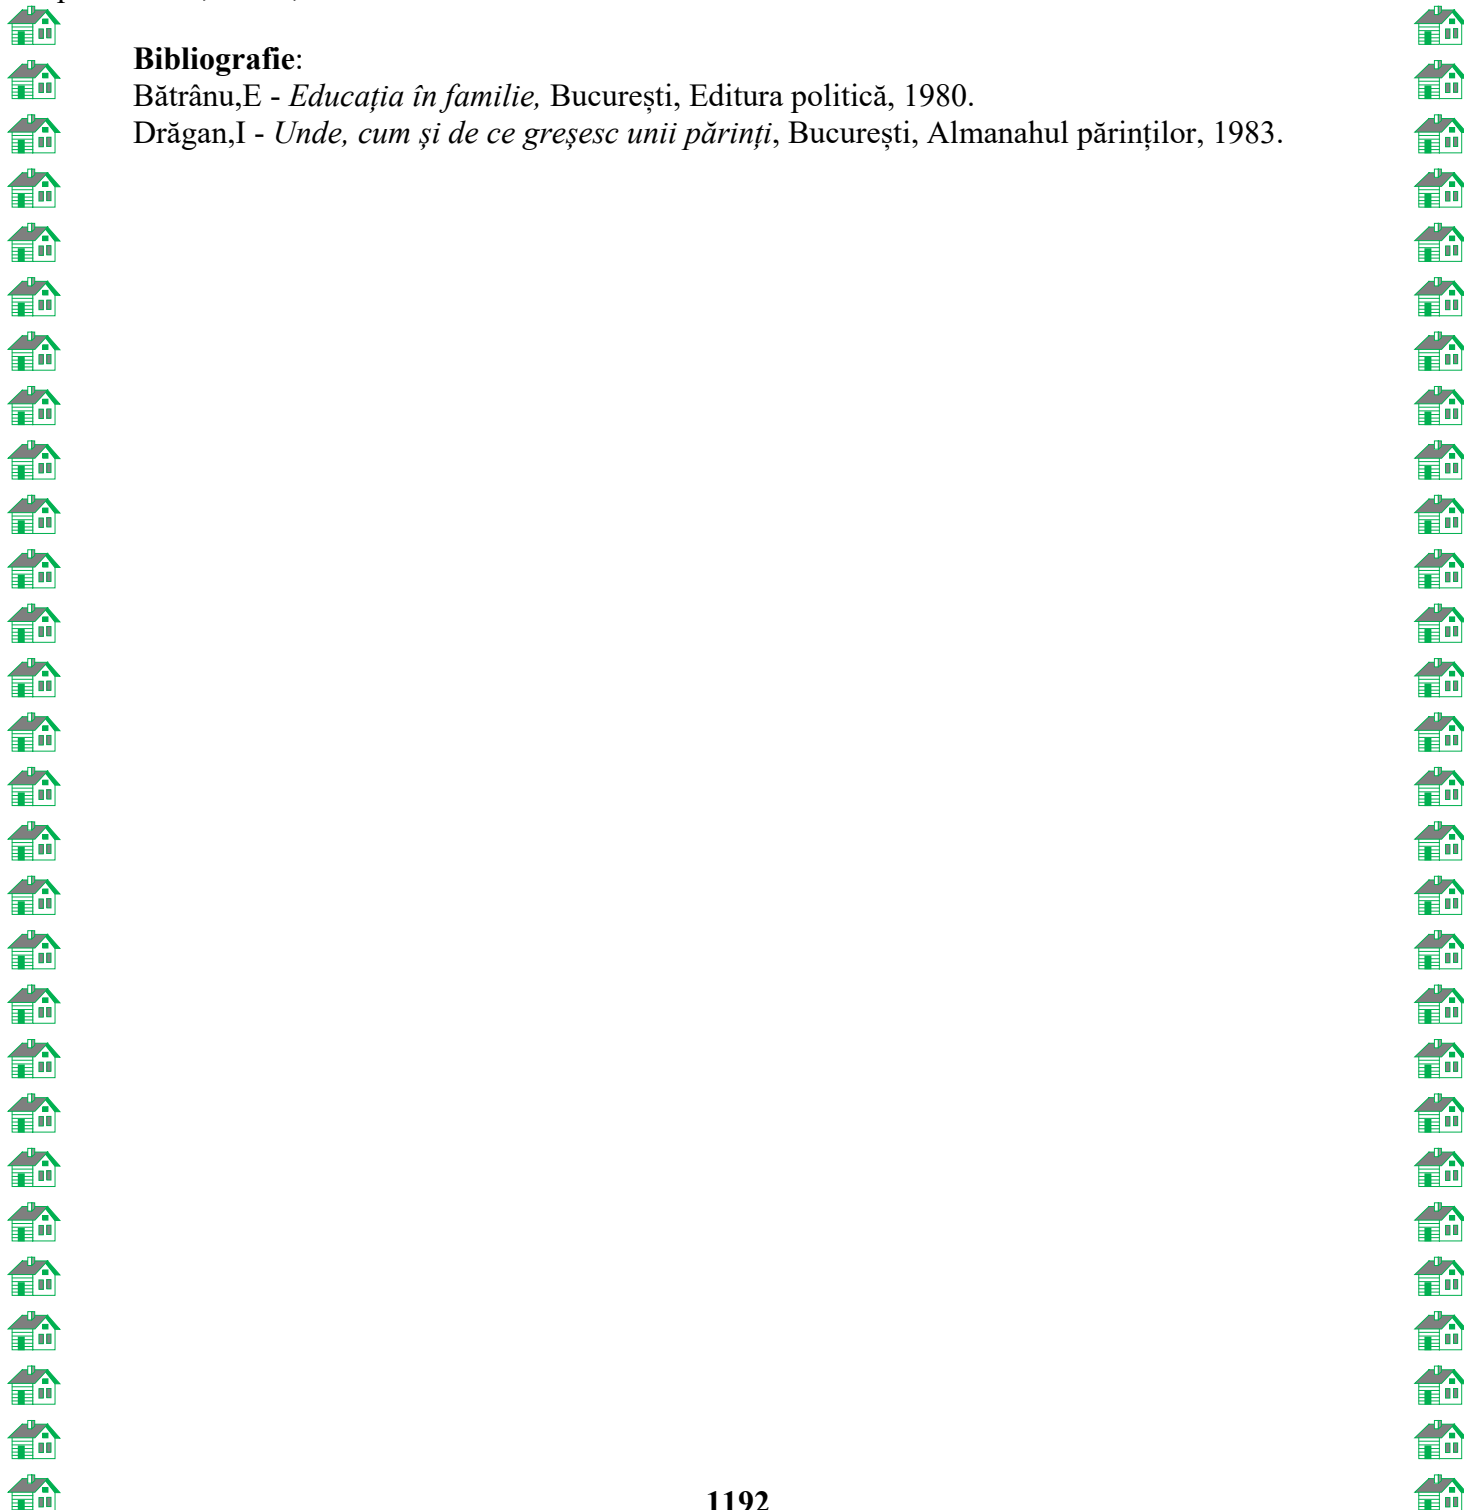 Bibliografie:
Bătrânu,E - Educația în familie, București, Editura politică, 1980.
Drăgan,I - Unde, cum și de ce greșesc unii părinți, București, Almanahul părinților, 1983.
1192